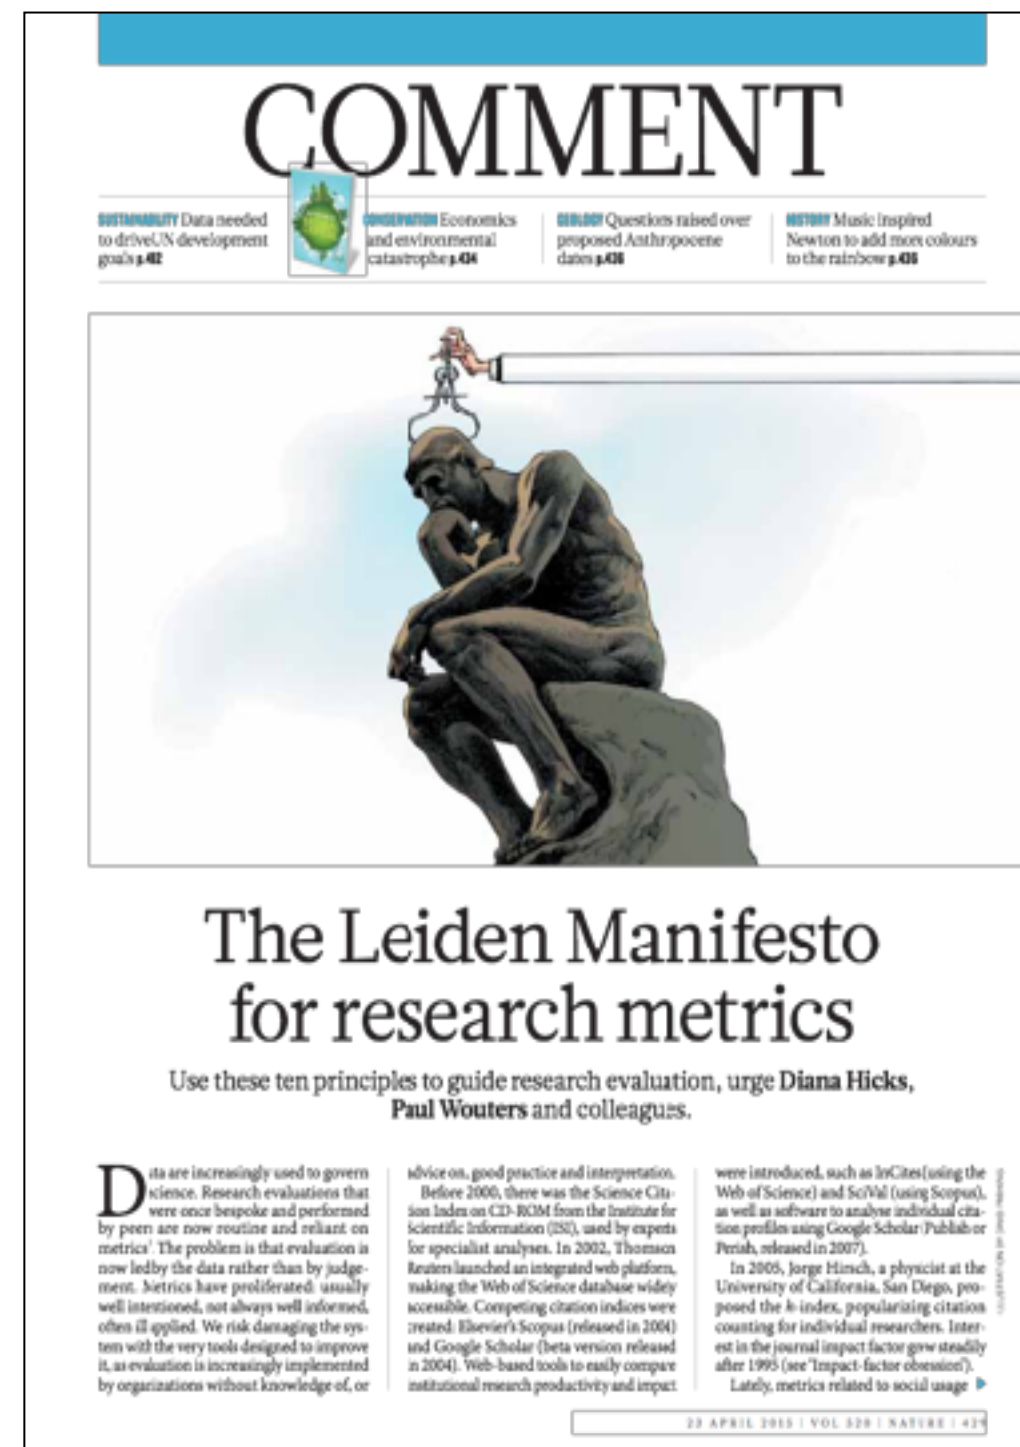 COMMENT
SUSTAINABILITY Data needed
to drive UN development
goals p.432
CONSERVATION Economics
and environmental
catastrophe p.434
GEOLOGY Questions raised over
proposed Anthropocene
dates p.436
HISTORY Music inspired
Newton to add more colours
to the rainbow p.436
The Leiden Manifesto
for research metrics
Use these ten principles to guide research evaluation, urge Diana Hicks,
Paul Wouters and colleagues.
Data are increasingly used to govern
science. Research evaluations that
were once bespoke and performed
by peers are now routine and reliant on
metrics¹. The problem is that evaluation is
now led by the data rather than by judge-
ment. Metrics have proliferated: usually
well intentioned, not always well informed,
often ill applied. We risk damaging the sys-
tem with the very tools designed to improve
it, as evaluation is increasingly implemented
by organizations without knowledge of, or
advice on, good practice and interpretation.
Before 2000, there was the Science Cita-
tion Index on CD-ROM from the Institute for
Scientific Information (ISI), used by experts
for specialist analyses. In 2002, Thomson
Reuters launched an integrated web platform,
making the Web of Science database widely
accessible. Competing citation indices were
created: Elsevier's Scopus (released in 2004)
and Google Scholar (beta version released
in 2004). Web-based tools to easily compare
institutional research productivity and impact
were introduced, such as InCites (using the
Web of Science) and SciVal (using Scopus),
as well as software to analyse individual cita-
tion profiles using Google Scholar (Publish or
Perish, released in 2007).
In 2005, Jorge Hirsch, a physicist at the
University of California, San Diego, pro-
posed the h-index, popularizing citation
counting for individual researchers. Inter-
est in the journal impact factor grew steadily
after 1995 (see 'Impact-factor obsession').
Lately, metrics related to social usage
ILLUSTRATION BY DAVID PARKINS
23 APRIL 2015 | VOL 520 | NATURE | 429